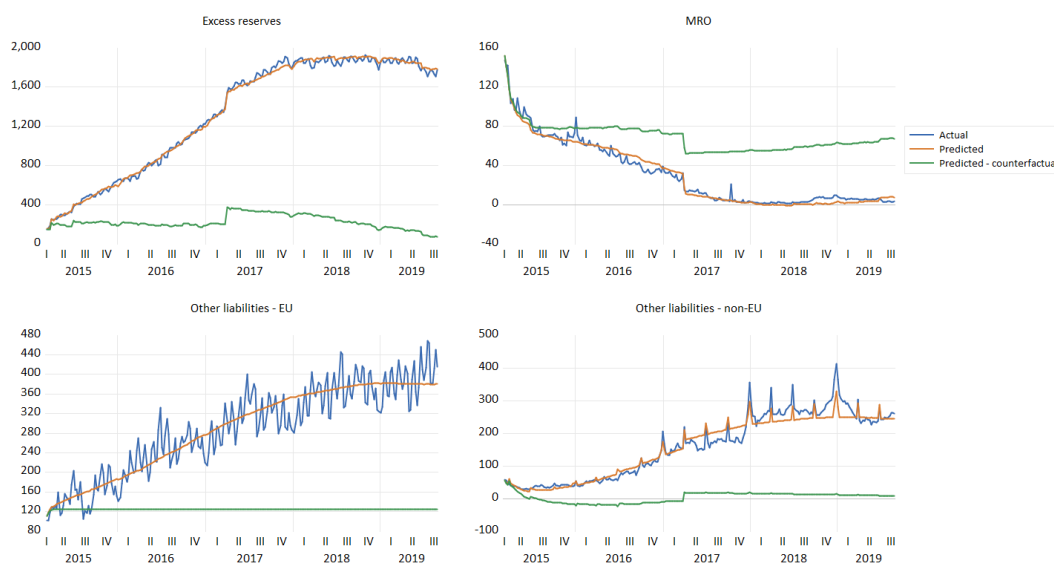 Excess reserves
2,000
1,600
1,200
800
400
0
I II III IV I II III IV I II III IV I II III IV I II III
2015 2016 2017 2018 2019
MRO
160
120
80
40
0
-40
I II III IV I II III IV I II III IV I II III IV I II III
2015 2016 2017 2018 2019
Actual
Predicted
Predicted - counterfactual
Other liabilities - EU
480
440
400
360
320
280
240
200
160
120
80
I II III IV I II III IV I II III IV I II III IV I II III
2015 2016 2017 2018 2019
Other liabilities - non-EU
500
400
300
200
100
0
-100
I II III IV I II III IV I II III IV I II III IV I II III
2015 2016 2017 2018 2019